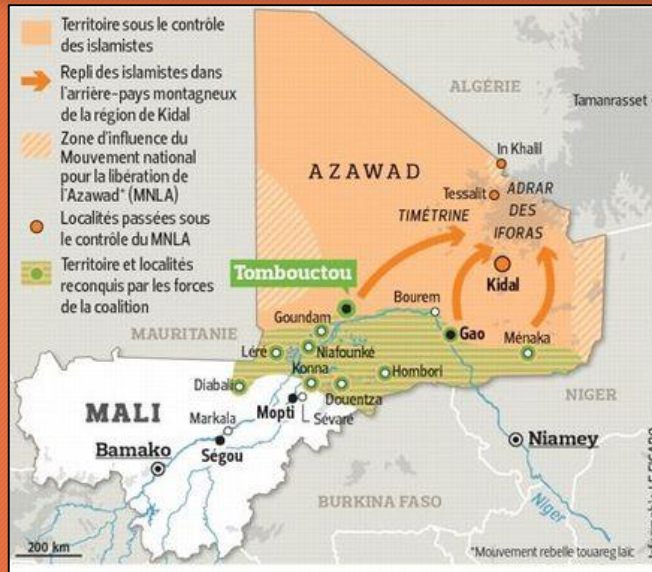 Territoire sous le contrôle
des islamistes
Repli des islamistes dans
l'arrière-pays montagneux
de la région de Kidal
Zone d'influence du
Mouvement national
pour la libération de
l'Azawad* (MNLA)
Localités passées sous
le contrôle du MNLA
Territoire et localités
reconquis par les forces
de la coalition
ALGÉRIE
Tamanrasset
In Khalil
AZAWAD
Tessalit
ADRAR
DES
IFORAS
TIMÉTRINE
Tombouctou
Kidal
Bourem
Goundam
MAURITANIE
Gao
Ménaka
Léré
Niafounké
Konna
Hombori
Diabali
Douentza
NIGER
MALI
Mopti
Sévaré
Markala
Bamako
Ségou
Niamey
BURKINA FASO
Niger
200 km
*Mouvement rebelle touareg laïc